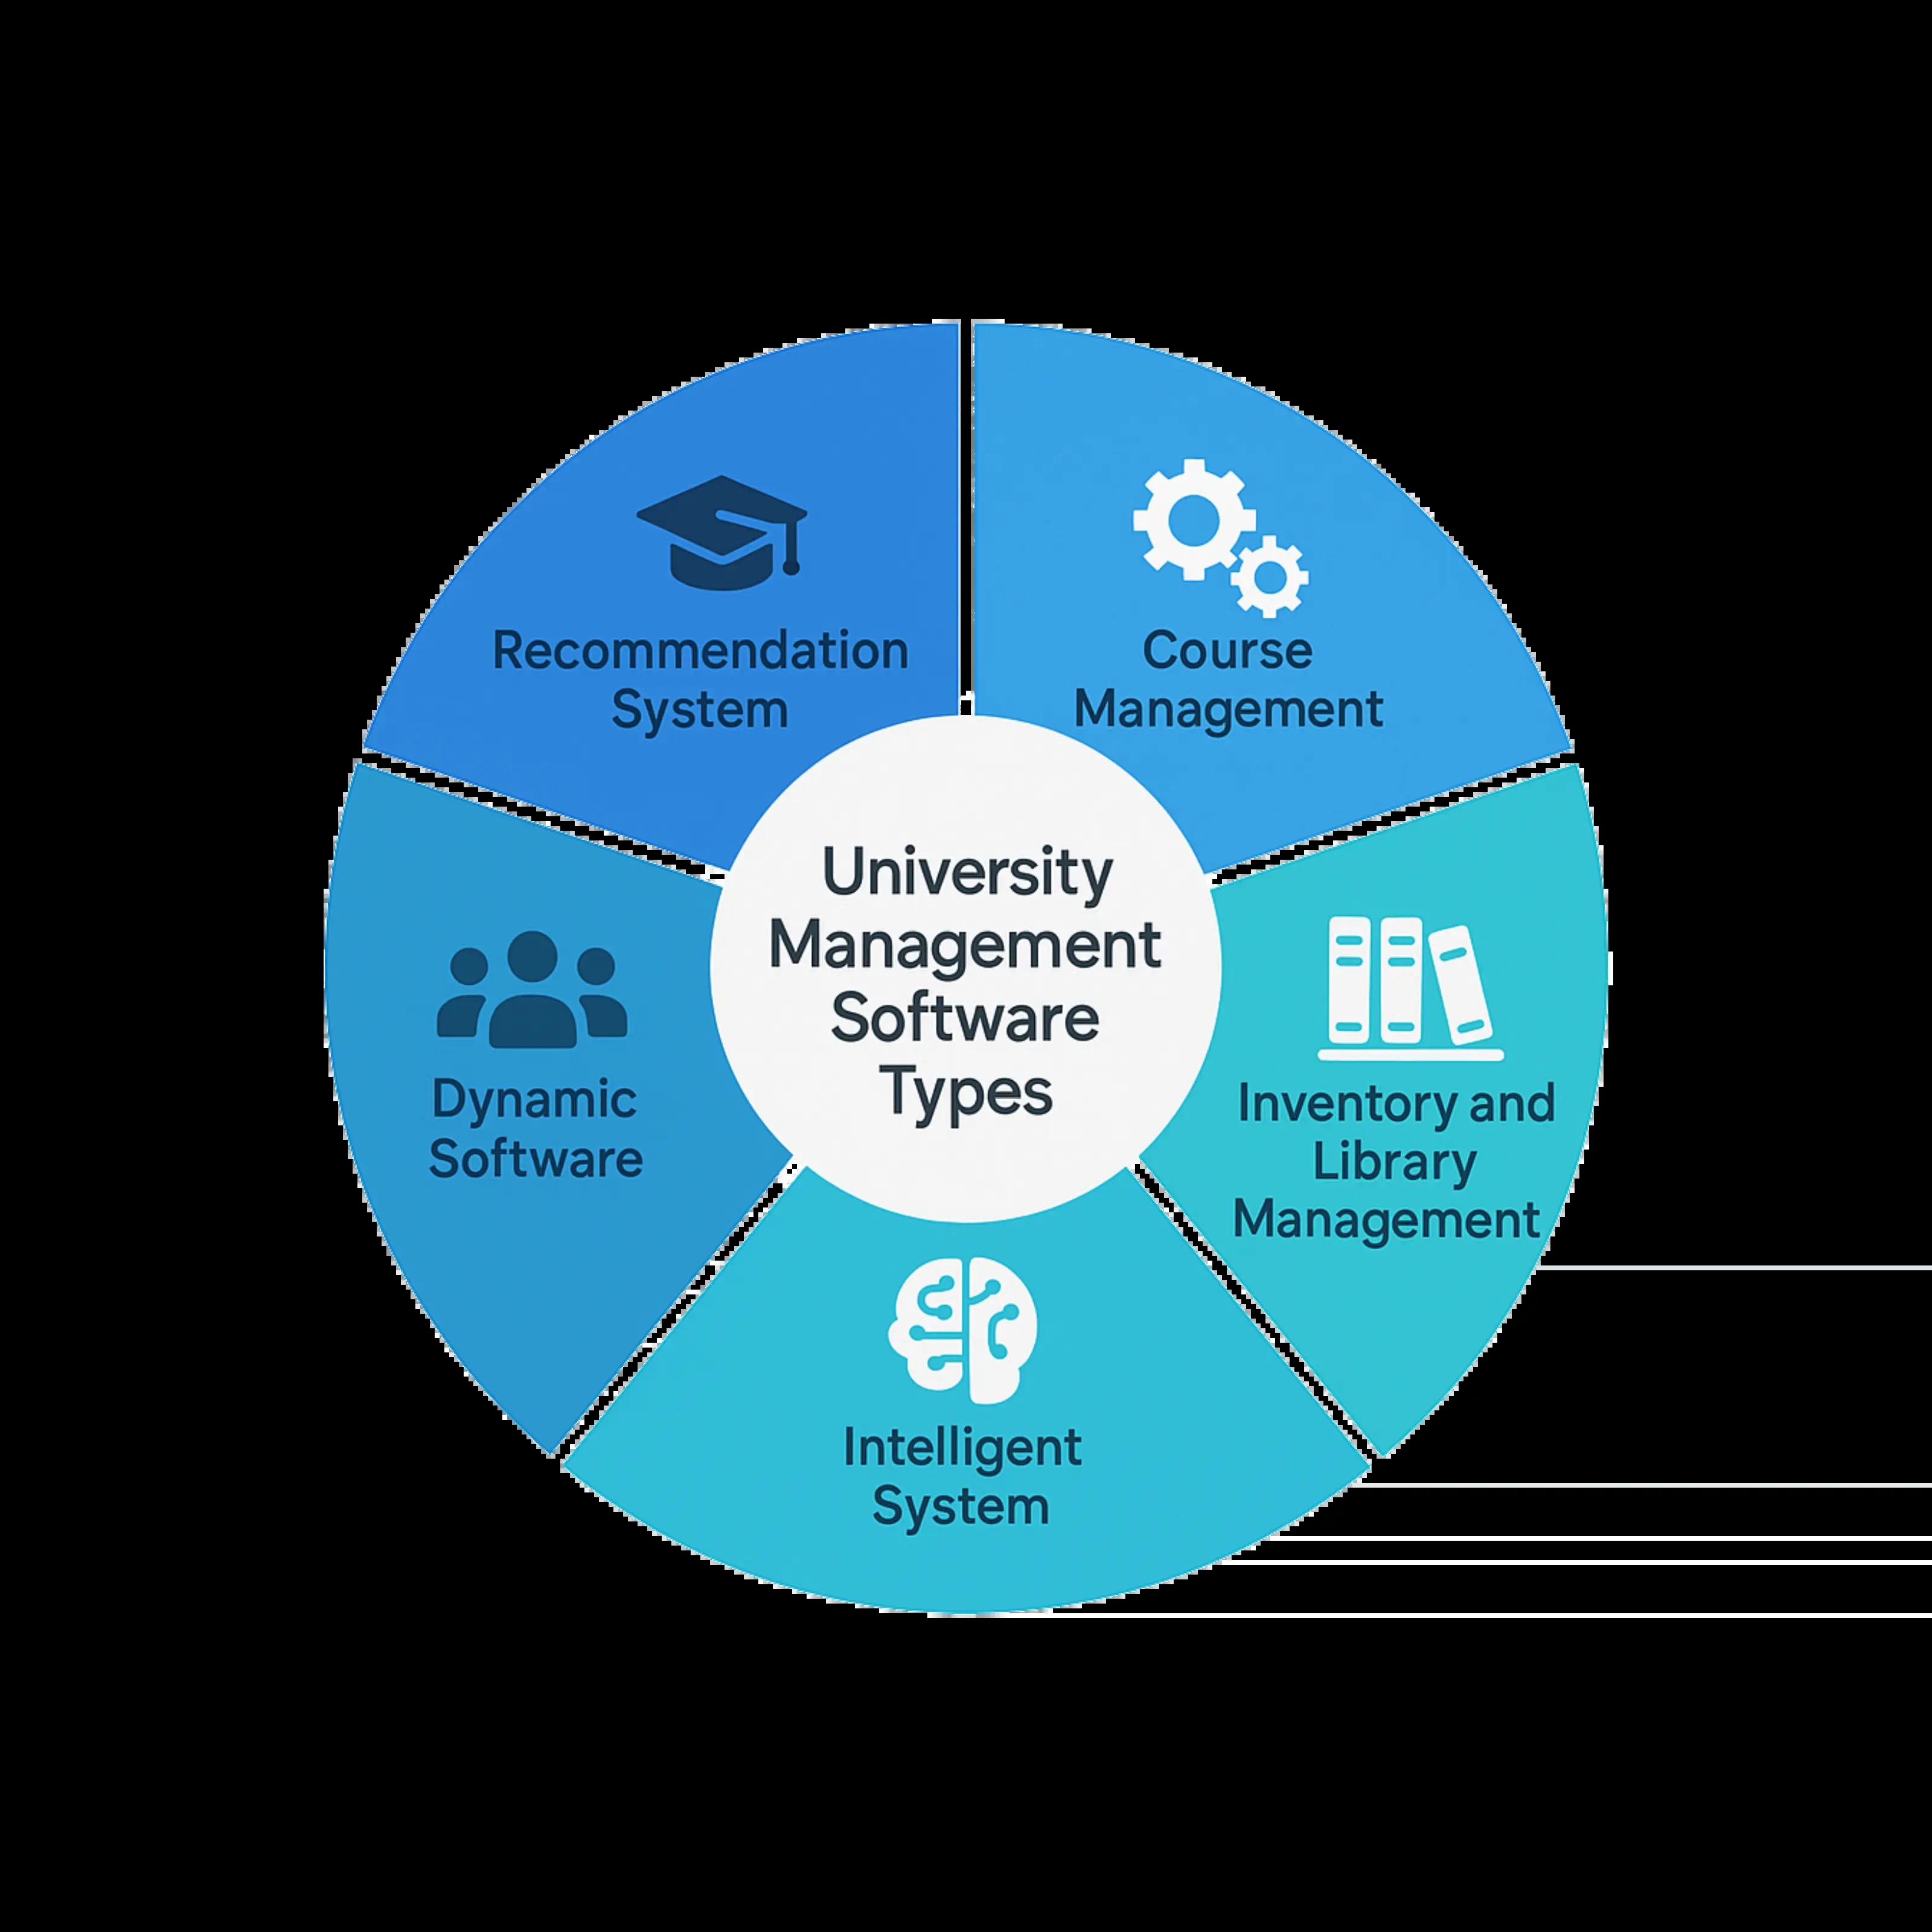 Recommendation
System
Course
Management
University
Management
Software
Types
Dynamic
Software
Inventory and
Library
Management
Intelligent
System